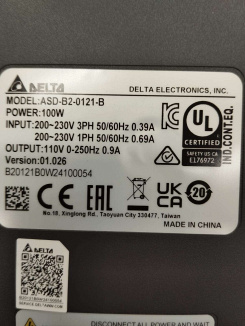 DELTA
DELTA ELECTRONICS, INC.
MODEL:ASD-B2-0121-B
POWER:100W
INPUT:200~230V 3PH 50/60Hz 0.39A
200~230V 1PH 50/60Hz 0.69A
OUTPUT:110V 0-250Hz 0.9A
Version:01.026
B20121B0W24100054
UL
CERTIFIED
IND.CONT.EQ.
E176972
CE
EAC
UK
CA
20
No.18, Xinglong Rd., Taoyuan City 330477, Taiwan
MADE IN CHINA
DELTA
DISCONNECT ALL POWER AND WAIT